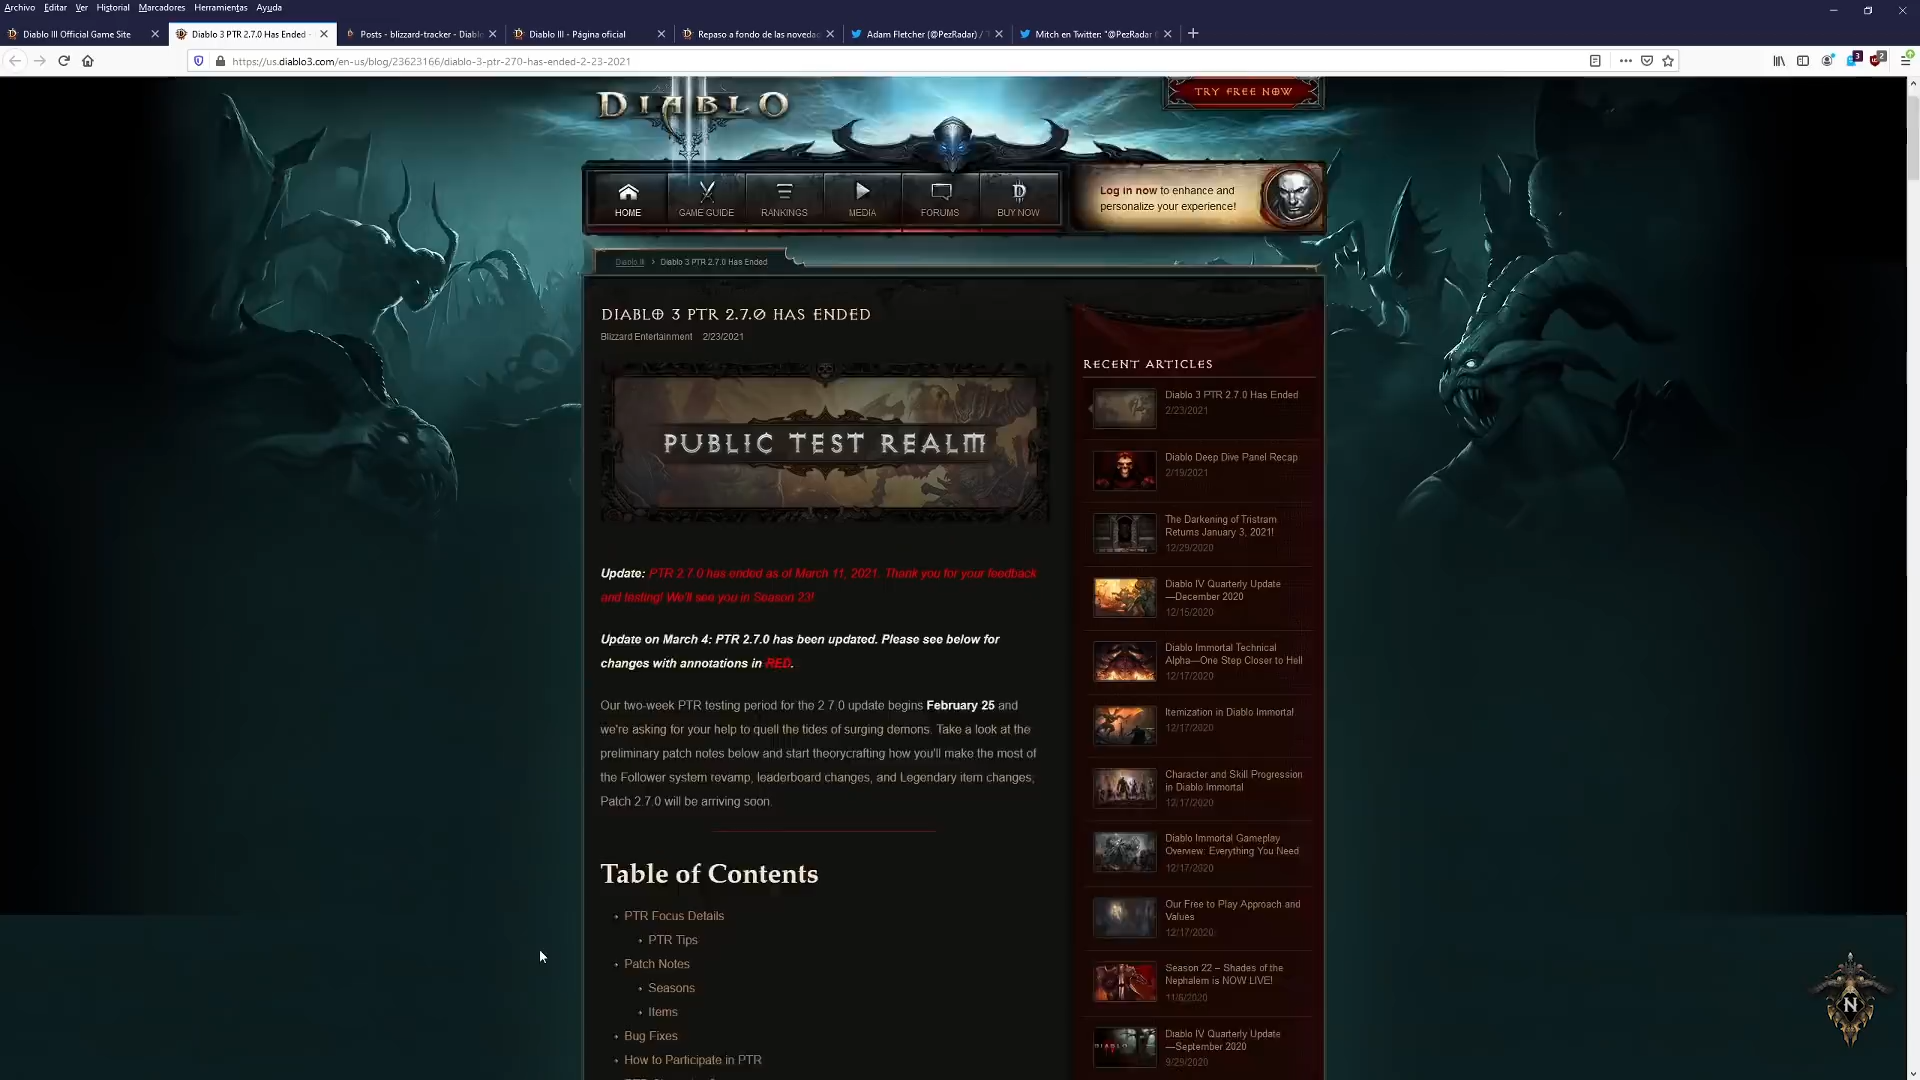 Archivo Editar Ver Historial Marcadores Herramientas Ayuda
Diablo III Official Game Site
Diablo 3 PTR 2.7.0 Has Ended -
Posts - blizzard-tracker - Diablo
Diablo III - Página oficial
Repaso a fondo de las novedad
Adam Fletcher (@PezRadar) / T
Mitch en Twitter: "@PezRadar
https://us.diablo3.com/en-us/blog/23623166/diablo-3-ptr-270-has-ended-2-23-2021
3
2
DIABLO
TRY FREE NOW
HOME
GAME GUIDE
RANKINGS
MEDIA
FORUMS
BUY NOW
Log in now to enhance and
personalize your experience!
Diablo III › Diablo 3 PTR 2.7.0 Has Ended
DIABLO 3 PTR 2.7.0 HAS ENDED
Blizzard Entertainment 2/23/2021
PUBLIC TEST REALM
Update: PTR 2.7.0 has ended as of March 11, 2021. Thank you for your feedback
and testing! We'll see you in Season 23!
Update on March 4: PTR 2.7.0 has been updated. Please see below for
changes with annotations in RED.
Our two-week PTR testing period for the 2.7.0 update begins February 25 and
we're asking for your help to quell the tides of surging demons. Take a look at the
preliminary patch notes below and start theorycrafting how you'll make the most of
the Follower system revamp, leaderboard changes, and Legendary item changes;
Patch 2.7.0 will be arriving soon.
Table of Contents
PTR Focus Details
PTR Tips
Patch Notes
Seasons
Items
Bug Fixes
How to Participate in PTR
RECENT ARTICLES
Diablo 3 PTR 2.7.0 Has Ended
2/23/2021
Diablo Deep Dive Panel Recap
2/19/2021
The Darkening of Tristram
Returns January 3, 2021!
12/29/2020
Diablo IV Quarterly Update
—December 2020
12/15/2020
Diablo Immortal Technical
Alpha—One Step Closer to Hell
12/17/2020
Itemization in Diablo Immortal
12/17/2020
Character and Skill Progression
in Diablo Immortal
12/17/2020
Diablo Immortal Gameplay
Overview: Everything You Need
12/17/2020
Our Free to Play Approach and
Values
12/17/2020
Season 22 – Shades of the
Nephalem is NOW LIVE!
11/6/2020
Diablo IV Quarterly Update
—September 2020
9/29/2020
N